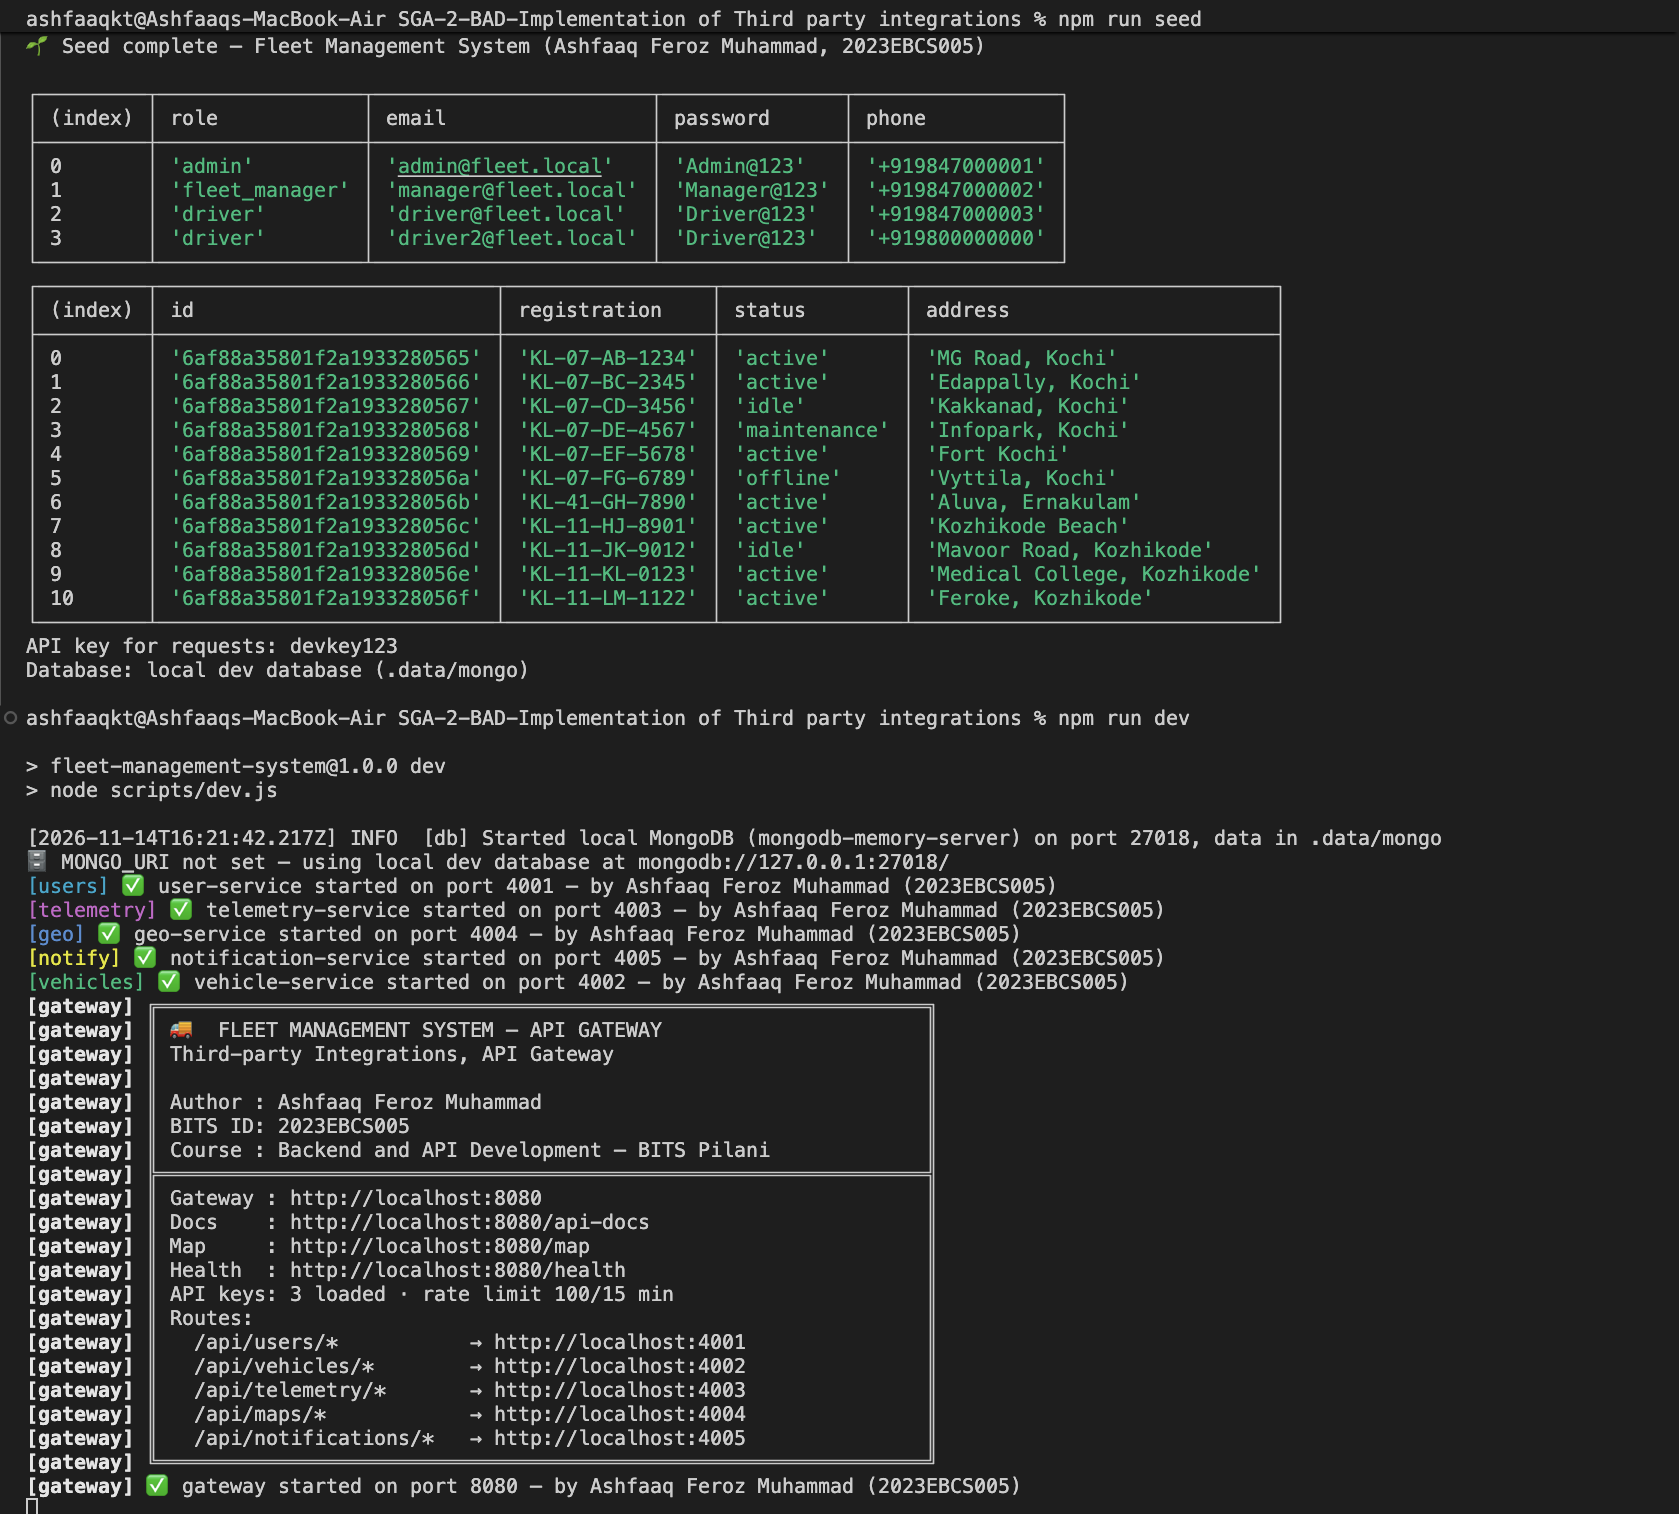 ashfaaqkt@Ashfaaqs-MacBook-Air SGA-2-BAD-Implementation of Third party integrations % npm run seed
🌱 Seed complete — Fleet Management System (Ashfaaq Feroz Muhammad, 2023EBCS005)
(index) role email password phone
0 'admin' 'admin@fleet.local' 'Admin@123' '+919847000001'
1 'fleet_manager' 'manager@fleet.local' 'Manager@123' '+919847000002'
2 'driver' 'driver@fleet.local' 'Driver@123' '+919847000003'
3 'driver' 'driver2@fleet.local' 'Driver@123' '+919800000000'
(index) id registration status address
0 '6af88a35801f2a1933280565' 'KL-07-AB-1234' 'active' 'MG Road, Kochi'
1 '6af88a35801f2a1933280566' 'KL-07-BC-2345' 'active' 'Edappally, Kochi'
2 '6af88a35801f2a1933280567' 'KL-07-CD-3456' 'idle' 'Kakkanad, Kochi'
3 '6af88a35801f2a1933280568' 'KL-07-DE-4567' 'maintenance' 'Infopark, Kochi'
4 '6af88a35801f2a1933280569' 'KL-07-EF-5678' 'active' 'Fort Kochi'
5 '6af88a35801f2a193328056a' 'KL-07-FG-6789' 'offline' 'Vyttila, Kochi'
6 '6af88a35801f2a193328056b' 'KL-41-GH-7890' 'active' 'Aluva, Ernakulam'
7 '6af88a35801f2a193328056c' 'KL-11-HJ-8901' 'active' 'Kozhikode Beach'
8 '6af88a35801f2a193328056d' 'KL-11-JK-9012' 'idle' 'Mavoor Road, Kozhikode'
9 '6af88a35801f2a193328056e' 'KL-11-KL-0123' 'active' 'Medical College, Kozhikode'
10 '6af88a35801f2a193328056f' 'KL-11-LM-1122' 'active' 'Feroke, Kozhikode'
API key for requests: devkey123
Database: local dev database (.data/mongo)
ashfaaqkt@Ashfaaqs-MacBook-Air SGA-2-BAD-Implementation of Third party integrations % npm run dev
> fleet-management-system@1.0.0 dev
> node scripts/dev.js
[2026-11-14T16:21:42.217Z] INFO  [db] Started local MongoDB (mongodb-memory-server) on port 27018, data in .data/mongo
🗄️ MONGO_URI not set — using local dev database at mongodb://127.0.0.1:27018/
[users] ✅ user-service started on port 4001 — by Ashfaaq Feroz Muhammad (2023EBCS005)
[telemetry] ✅ telemetry-service started on port 4003 — by Ashfaaq Feroz Muhammad (2023EBCS005)
[geo] ✅ geo-service started on port 4004 — by Ashfaaq Feroz Muhammad (2023EBCS005)
[notify] ✅ notification-service started on port 4005 — by Ashfaaq Feroz Muhammad (2023EBCS005)
[vehicles] ✅ vehicle-service started on port 4002 — by Ashfaaq Feroz Muhammad (2023EBCS005)
[gateway]
[gateway] 🚚 FLEET MANAGEMENT SYSTEM — API GATEWAY
[gateway] Third-party Integrations, API Gateway
[gateway]
[gateway] Author : Ashfaaq Feroz Muhammad
[gateway] BITS ID: 2023EBCS005
[gateway] Course : Backend and API Development — BITS Pilani
[gateway]
[gateway] Gateway : http://localhost:8080
[gateway] Docs    : http://localhost:8080/api-docs
[gateway] Map     : http://localhost:8080/map
[gateway] Health  : http://localhost:8080/health
[gateway] API keys: 3 loaded · rate limit 100/15 min
[gateway] Routes:
[gateway] /api/users/* → http://localhost:4001
[gateway] /api/vehicles/* → http://localhost:4002
[gateway] /api/telemetry/* → http://localhost:4003
[gateway] /api/maps/* → http://localhost:4004
[gateway] /api/notifications/* → http://localhost:4005
[gateway]
[gateway] ✅ gateway started on port 8080 — by Ashfaaq Feroz Muhammad (2023EBCS005)